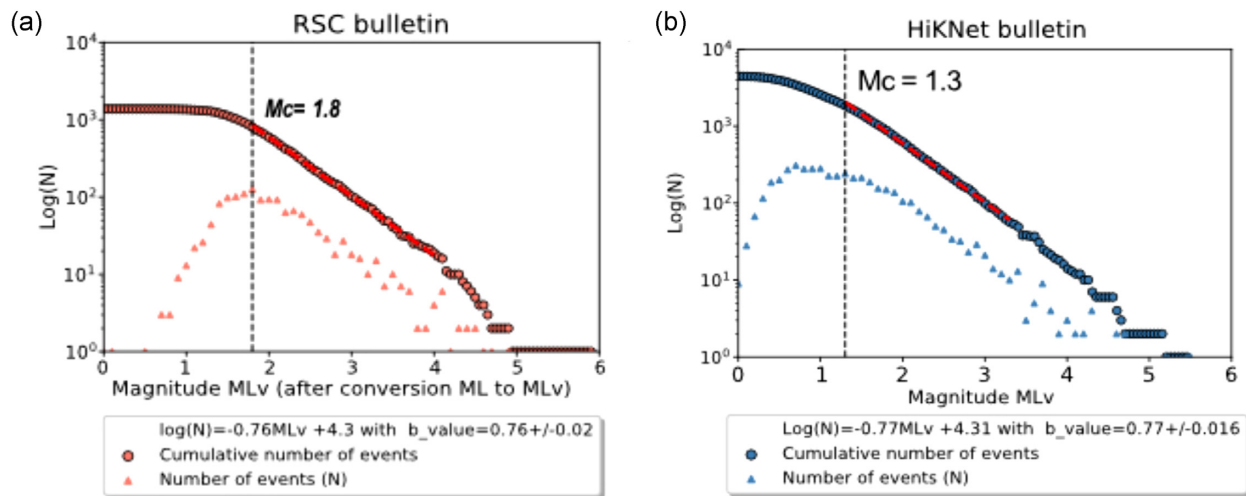 (a)
RSC bulletin
10⁴
10³
10²
10¹
10⁰
Log(N)
Mc= 1.8
0 1 2 3 4 5 6
Magnitude MLv (after conversion ML to MLv)
log(N)=-0.76MLv +4.3 with b_value=0.76+/-0.02
Cumulative number of events
Number of events (N)
(b)
HiKNet bulletin
10⁴
10³
10²
10¹
10⁰
Log(N)
Mc = 1.3
0 1 2 3 4 5 6
Magnitude MLv
Log(N)=-0.77MLv +4.31 with b_value=0.77+/-0.016
Cumulative number of events
Number of events (N)